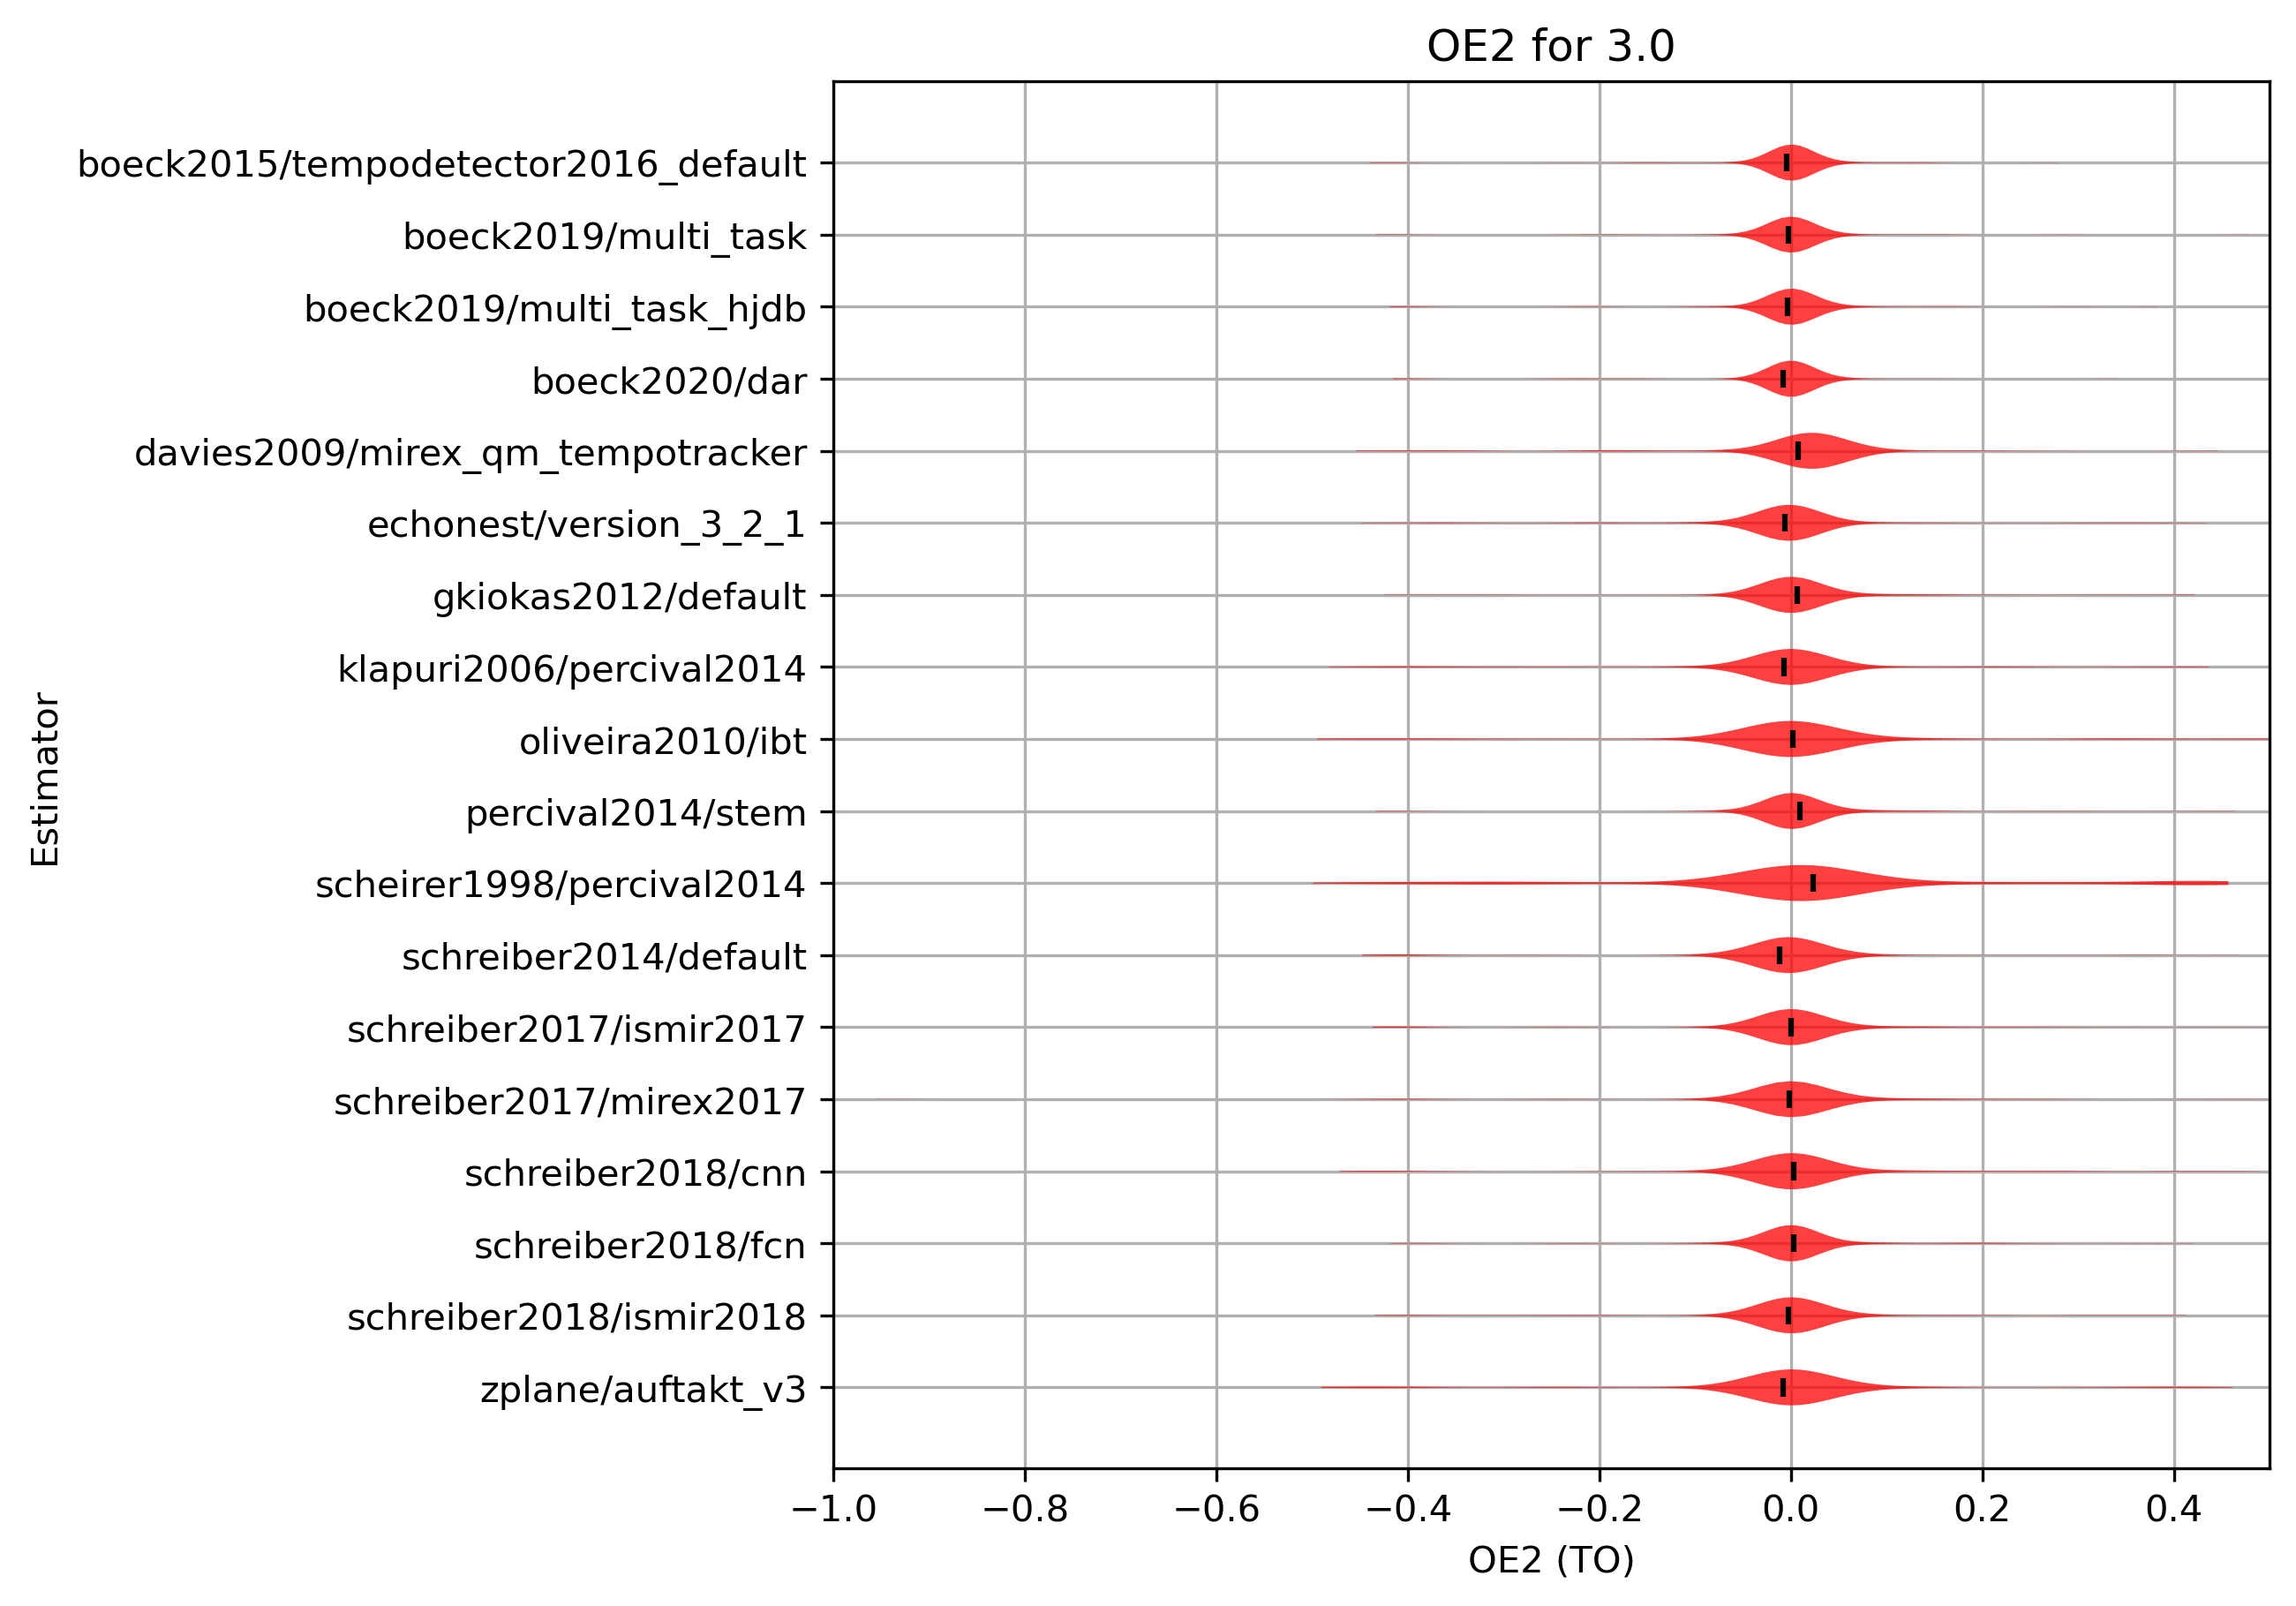 OE2 for 3.0
boeck2015/tempodetector2016_default
boeck2019/multi_task
boeck2019/multi_task_hjdb
boeck2020/dar
davies2009/mirex_qm_tempotracker
echonest/version_3_2_1
gkiokas2012/default
klapuri2006/percival2014
oliveira2010/ibt
percival2014/stem
scheirer1998/percival2014
schreiber2014/default
schreiber2017/ismir2017
schreiber2017/mirex2017
schreiber2018/cnn
schreiber2018/fcn
schreiber2018/ismir2018
zplane/auftakt_v3
Estimator
−1.0 −0.8 −0.6 −0.4 −0.2 0.0 0.2 0.4
OE2 (TO)